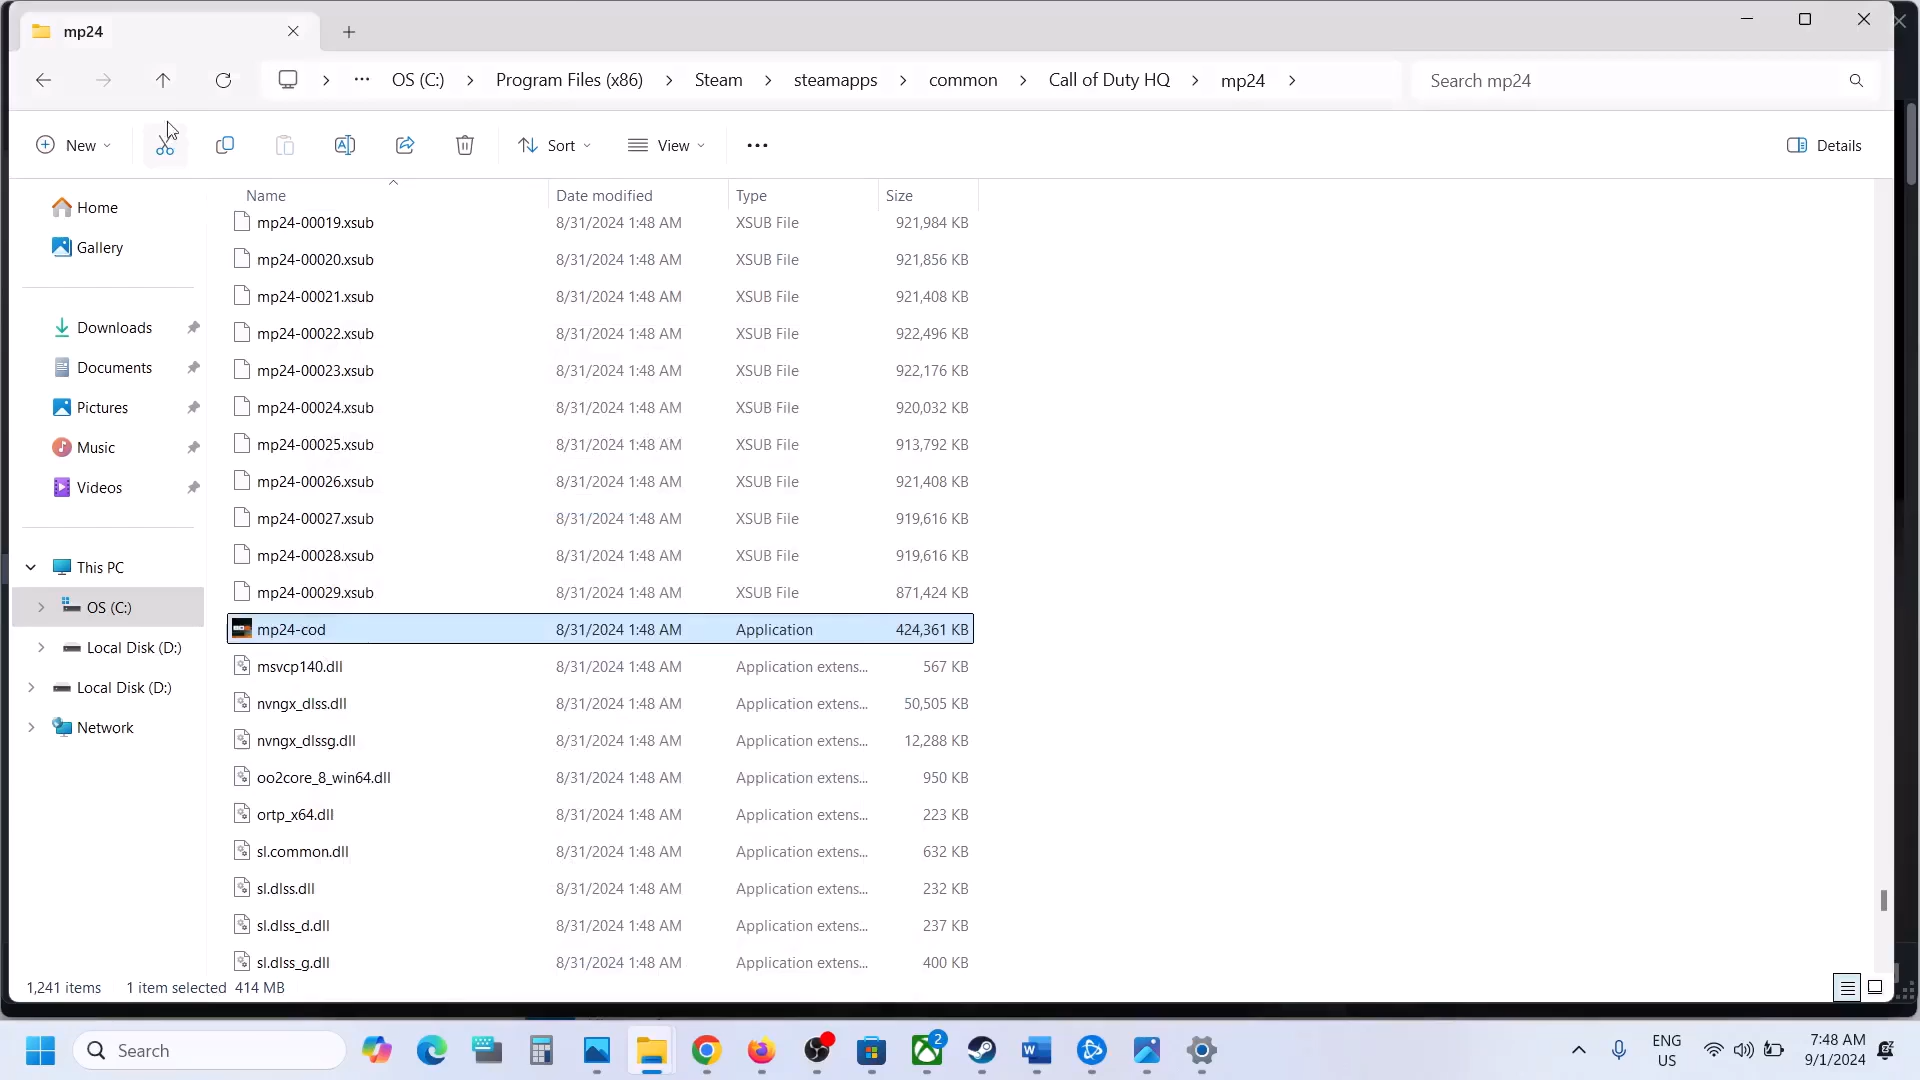 mp24
OS (C:) Program Files (x86) Steam steamapps common Call of Duty HQ mp24 Search mp24
New Sort View Details
Name Date modified Type Size
Home
Gallery
Downloads
Documents
Pictures
Music
Videos
This PC
OS (C:)
Local Disk (D:)
Local Disk (D:)
Network
mp24-00019.xsub 8/31/2024 1:48 AM XSUB File 921,984 KB
mp24-00020.xsub 8/31/2024 1:48 AM XSUB File 921,856 KB
mp24-00021.xsub 8/31/2024 1:48 AM XSUB File 921,408 KB
mp24-00022.xsub 8/31/2024 1:48 AM XSUB File 922,496 KB
mp24-00023.xsub 8/31/2024 1:48 AM XSUB File 922,176 KB
mp24-00024.xsub 8/31/2024 1:48 AM XSUB File 920,032 KB
mp24-00025.xsub 8/31/2024 1:48 AM XSUB File 913,792 KB
mp24-00026.xsub 8/31/2024 1:48 AM XSUB File 921,408 KB
mp24-00027.xsub 8/31/2024 1:48 AM XSUB File 919,616 KB
mp24-00028.xsub 8/31/2024 1:48 AM XSUB File 919,616 KB
mp24-00029.xsub 8/31/2024 1:48 AM XSUB File 871,424 KB
mp24-cod 8/31/2024 1:48 AM Application 424,361 KB
msvcp140.dll 8/31/2024 1:48 AM Application extens... 567 KB
nvngx_dlss.dll 8/31/2024 1:48 AM Application extens... 50,505 KB
nvngx_dlssg.dll 8/31/2024 1:48 AM Application extens... 12,288 KB
oo2core_8_win64.dll 8/31/2024 1:48 AM Application extens... 950 KB
ortp_x64.dll 8/31/2024 1:48 AM Application extens... 223 KB
sl.common.dll 8/31/2024 1:48 AM Application extens... 632 KB
sl.dlss.dll 8/31/2024 1:48 AM Application extens... 232 KB
sl.dlss_d.dll 8/31/2024 1:48 AM Application extens... 237 KB
sl.dlss_g.dll 8/31/2024 1:48 AM Application extens... 400 KB
1,241 items 1 item selected 414 MB
Search 2 ENG 7:48 AM
US 9/1/2024